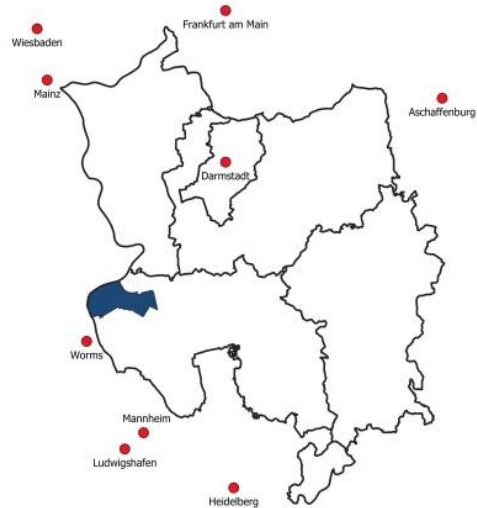 Frankfurt am Main
Wiesbaden
Mainz
Aschaffenburg
Darmstadt
Worms
Mannheim
Ludwigshafen
Heidelberg